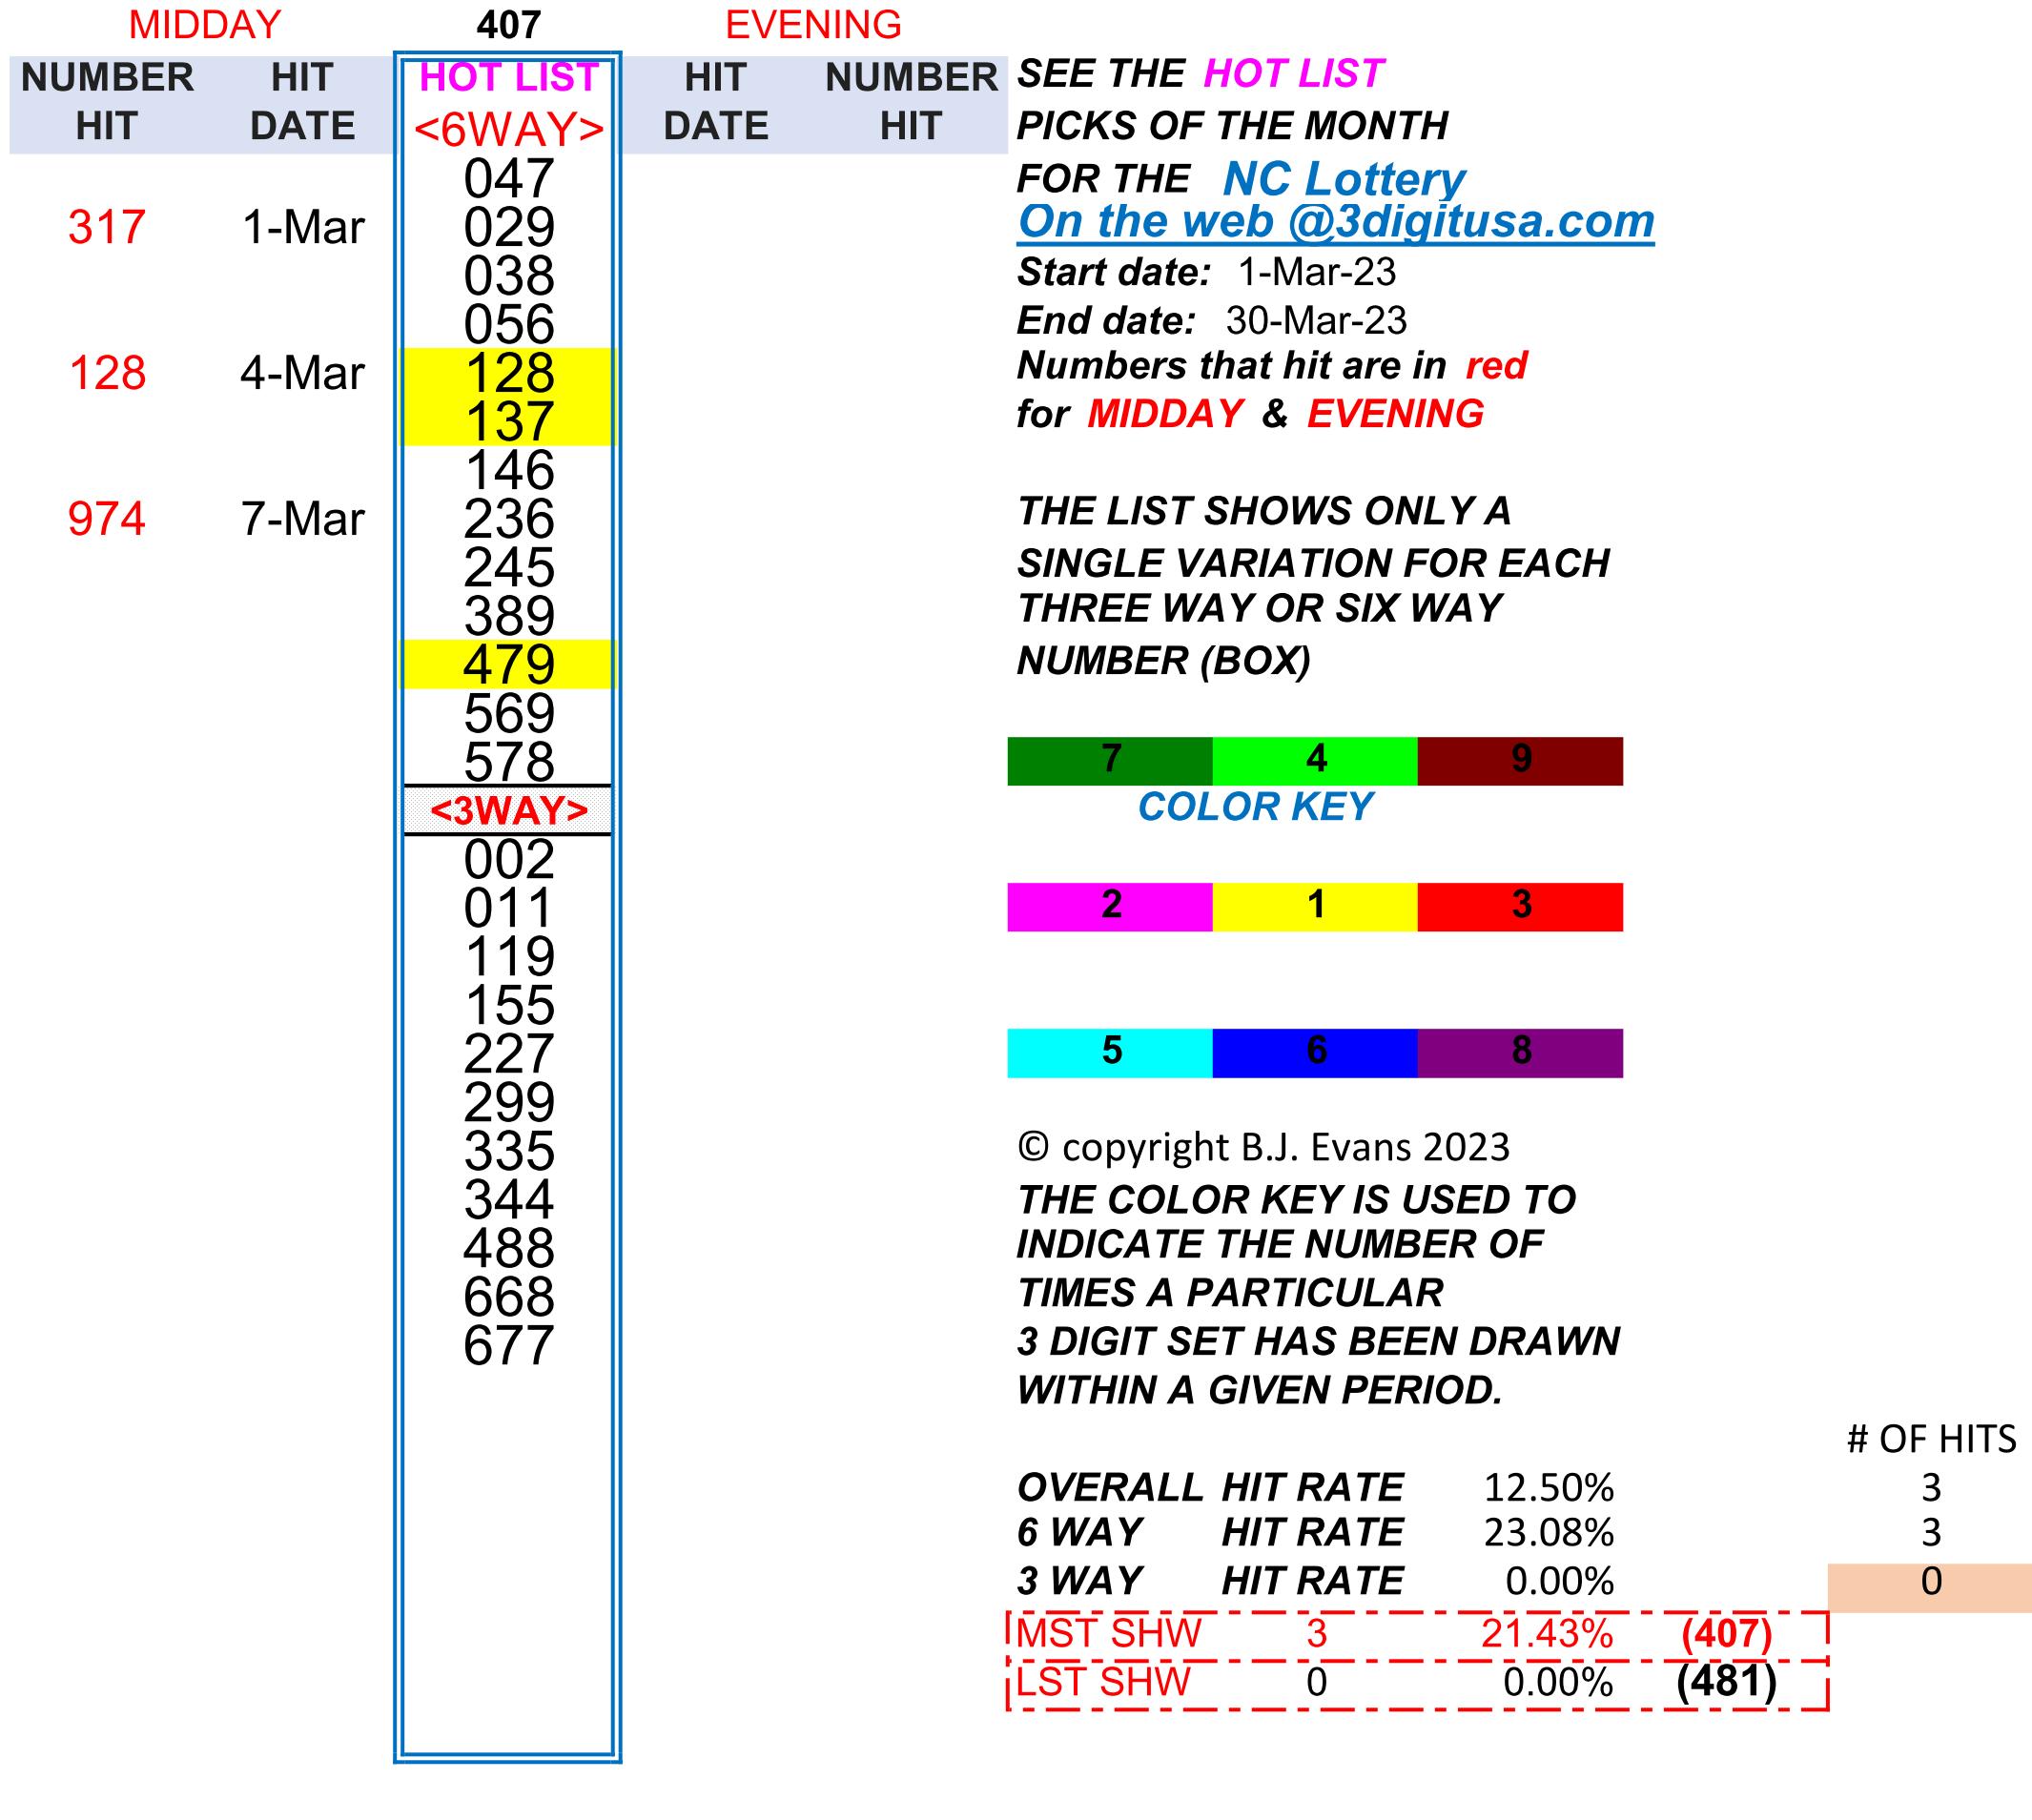 MIDDAY 407 EVENING
NUMBER HIT HOT LIST HIT NUMBER
HIT DATE <6WAY> DATE HIT
047
317 1-Mar 029
038
056
128 4-Mar 128
137
146
974 7-Mar 236
245
389
479
569
578
<3WAY>
002
011
119
155
227
299
335
344
488
668
677
SEE THE HOT LIST
PICKS OF THE MONTH
FOR THE NC Lottery
On the web @3digitusa.com
Start date: 1-Mar-23
End date: 30-Mar-23
Numbers that hit are in red
for MIDDAY & EVENING
THE LIST SHOWS ONLY A
SINGLE VARIATION FOR EACH
THREE WAY OR SIX WAY
NUMBER (BOX)
7 4 9
COLOR KEY
2 1 3
5 6 8
© copyright B.J. Evans 2023
THE COLOR KEY IS USED TO
INDICATE THE NUMBER OF
TIMES A PARTICULAR
3 DIGIT SET HAS BEEN DRAWN
WITHIN A GIVEN PERIOD.
# OF HITS
OVERALL HIT RATE 12.50% 3
6 WAY HIT RATE 23.08% 3
3 WAY HIT RATE 0.00% 0
MST SHW 3 21.43% (407)
LST SHW 0 0.00% (481)